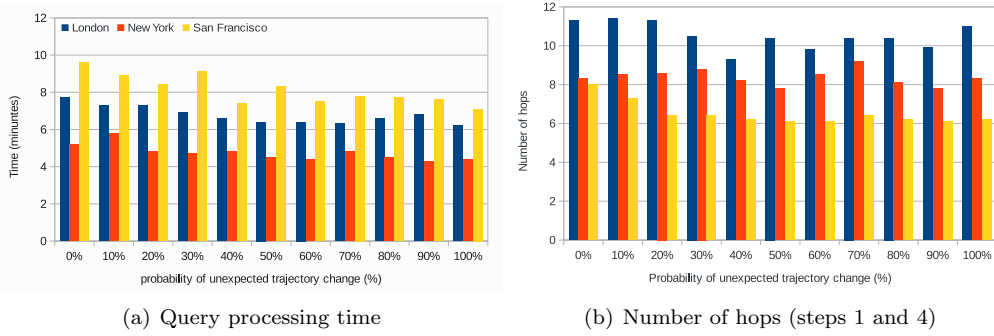 London New York San Francisco
12
10
8
6
4
2
0
Time (minuntes)
0% 10% 20% 30% 40% 50% 60% 70% 80% 90% 100%
probability of unexpected trajectory change (%)
(a) Query processing time
12
10
8
6
4
2
0
Number of hops
0% 10% 20% 30% 40% 50% 60% 70% 80% 90% 100%
Probability of unexpected trajectory change (%)
(b) Number of hops (steps 1 and 4)